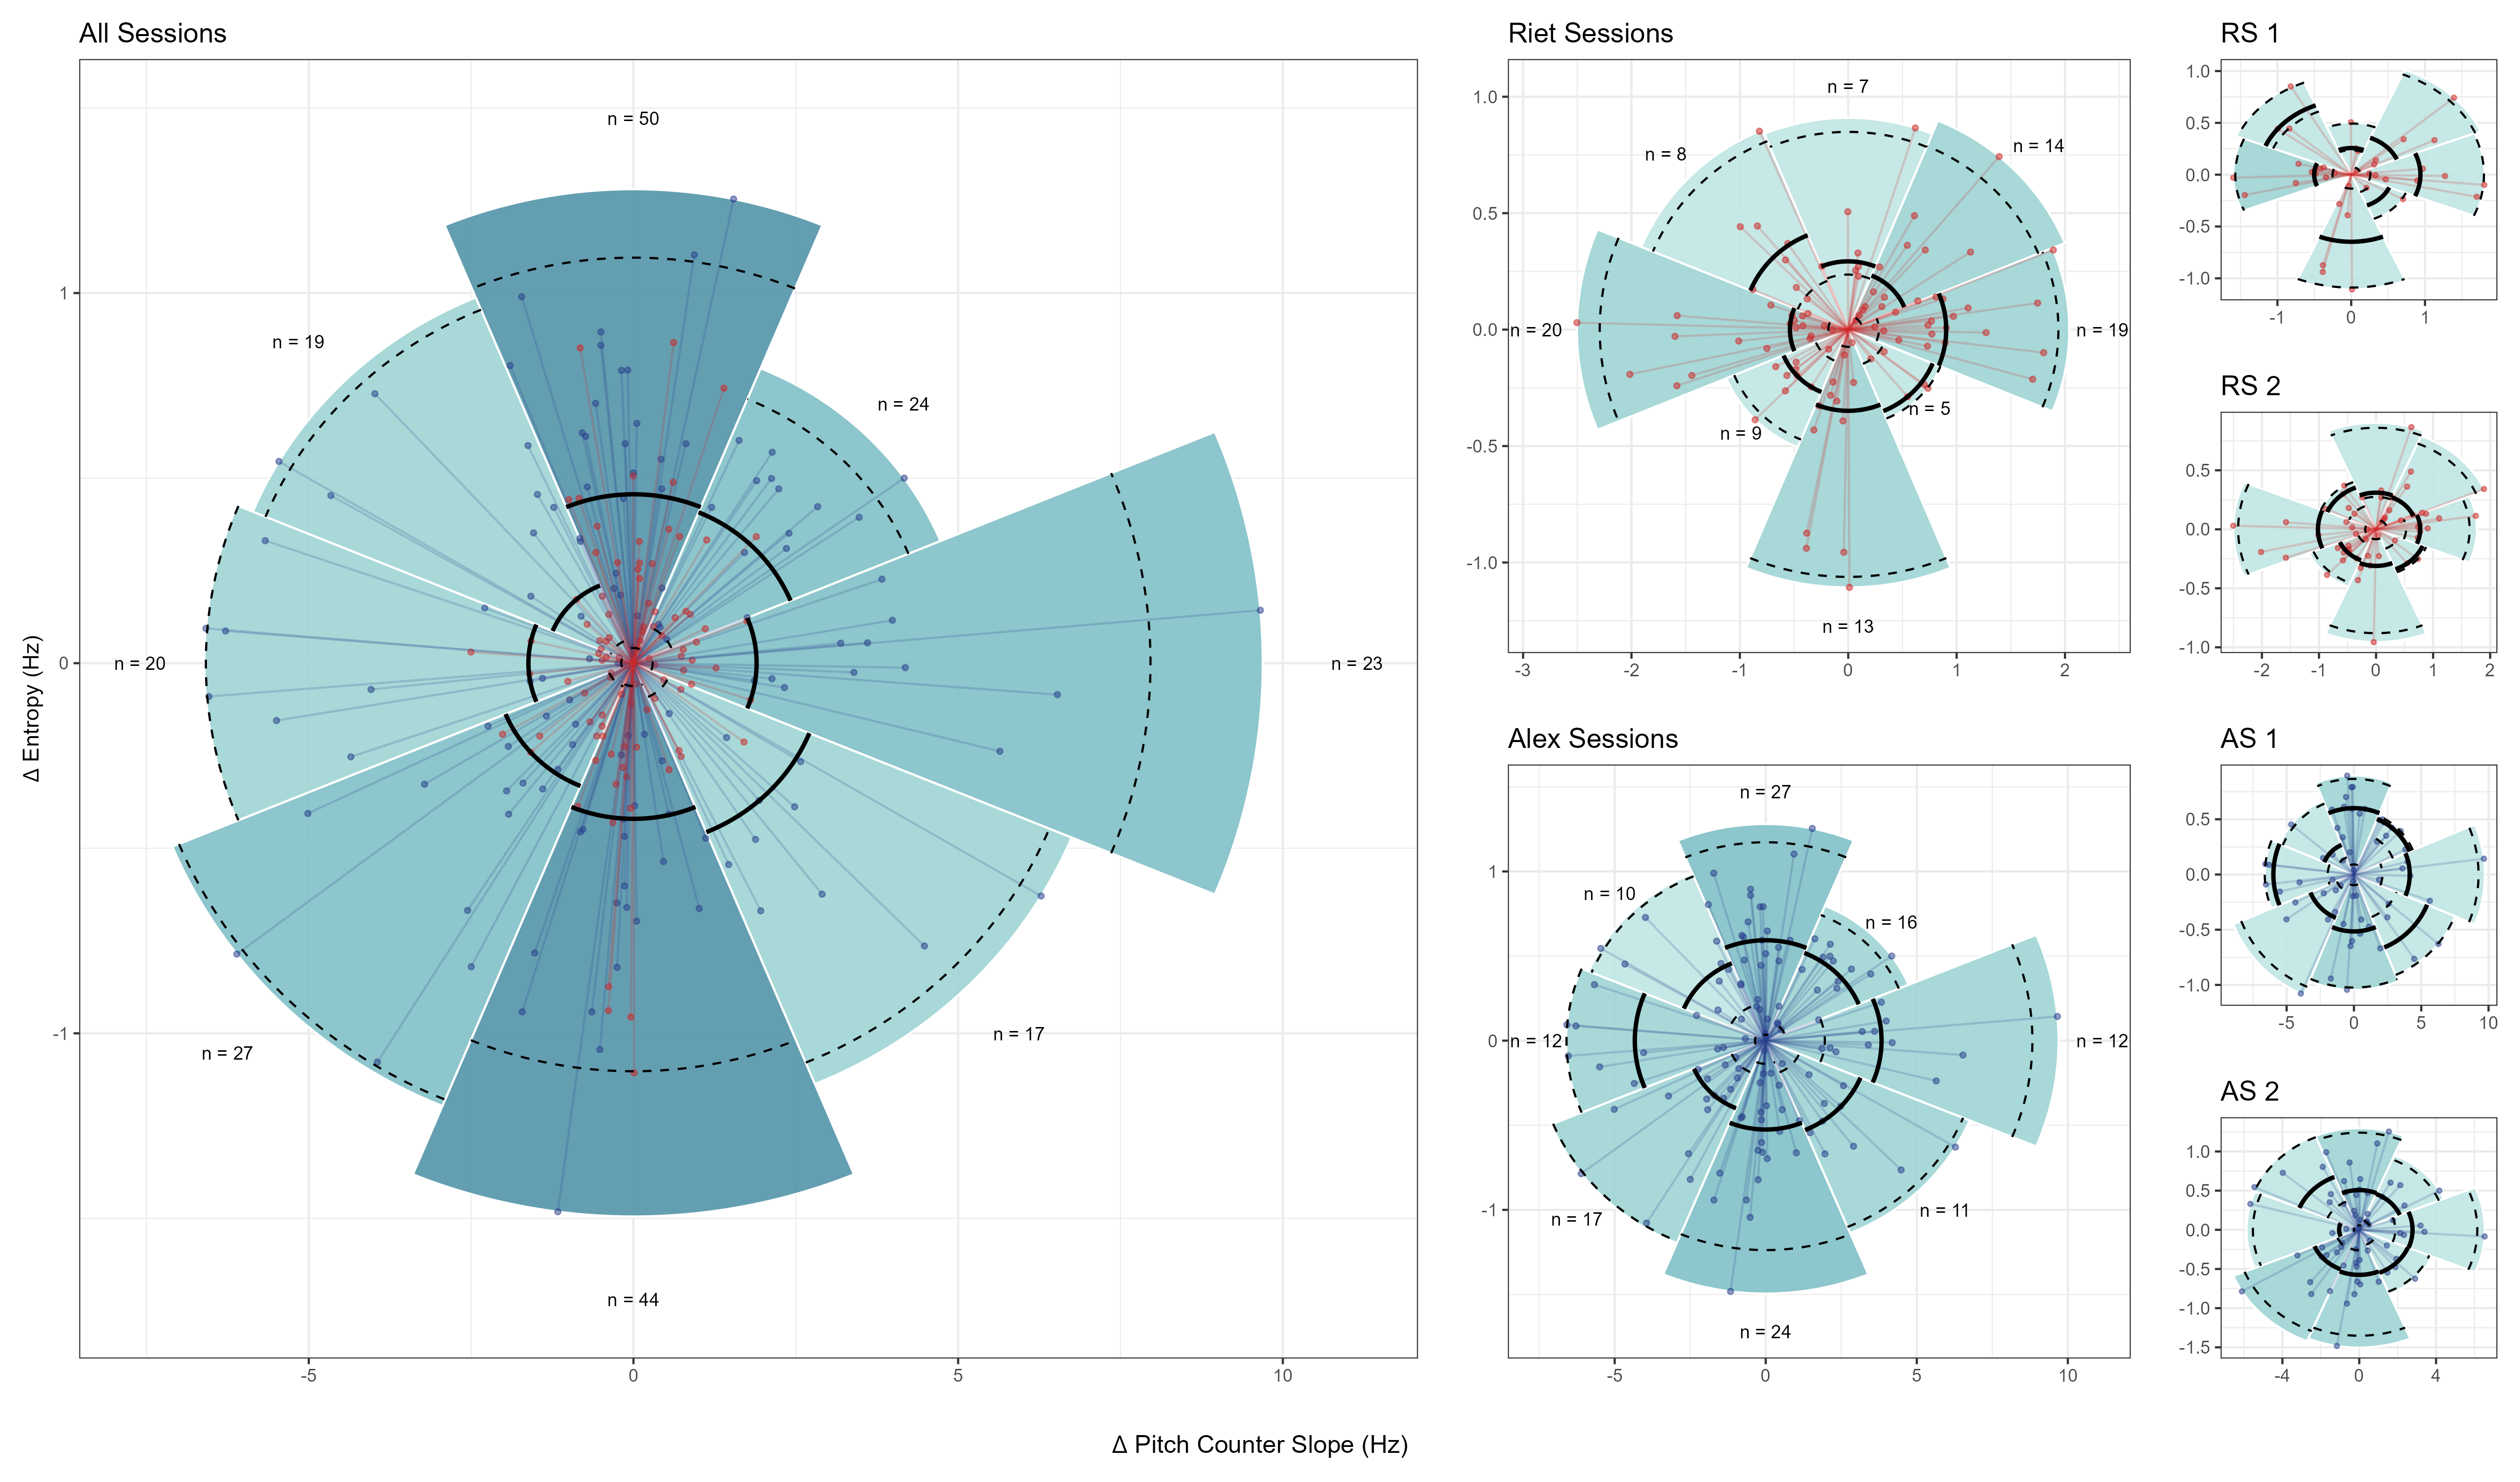 All Sessions
n = 50
n = 19
n = 24
n = 20
n = 23
n = 27
n = 17
n = 44
1
0
-1
-5
0
5
10
Δ Entropy (Hz)
Δ Pitch Counter Slope (Hz)
Riet Sessions
n = 7
n = 8
n = 14
n = 20
n = 19
n = 9
n = 5
n = 13
1.0
0.5
0.0
-0.5
-1.0
-3
-2
-1
0
1
2
Alex Sessions
n = 27
n = 10
n = 16
n = 12
n = 12
n = 17
n = 11
n = 24
1
0
-1
-5
0
5
10
RS 1
1.0
0.5
0.0
-0.5
-1.0
-1
0
1
RS 2
0.5
0.0
-0.5
-1.0
-2
-1
0
1
2
AS 1
0.5
0.0
-0.5
-1.0
-5
0
5
10
AS 2
1.0
0.5
0.0
-0.5
-1.0
-1.5
-4
0
4